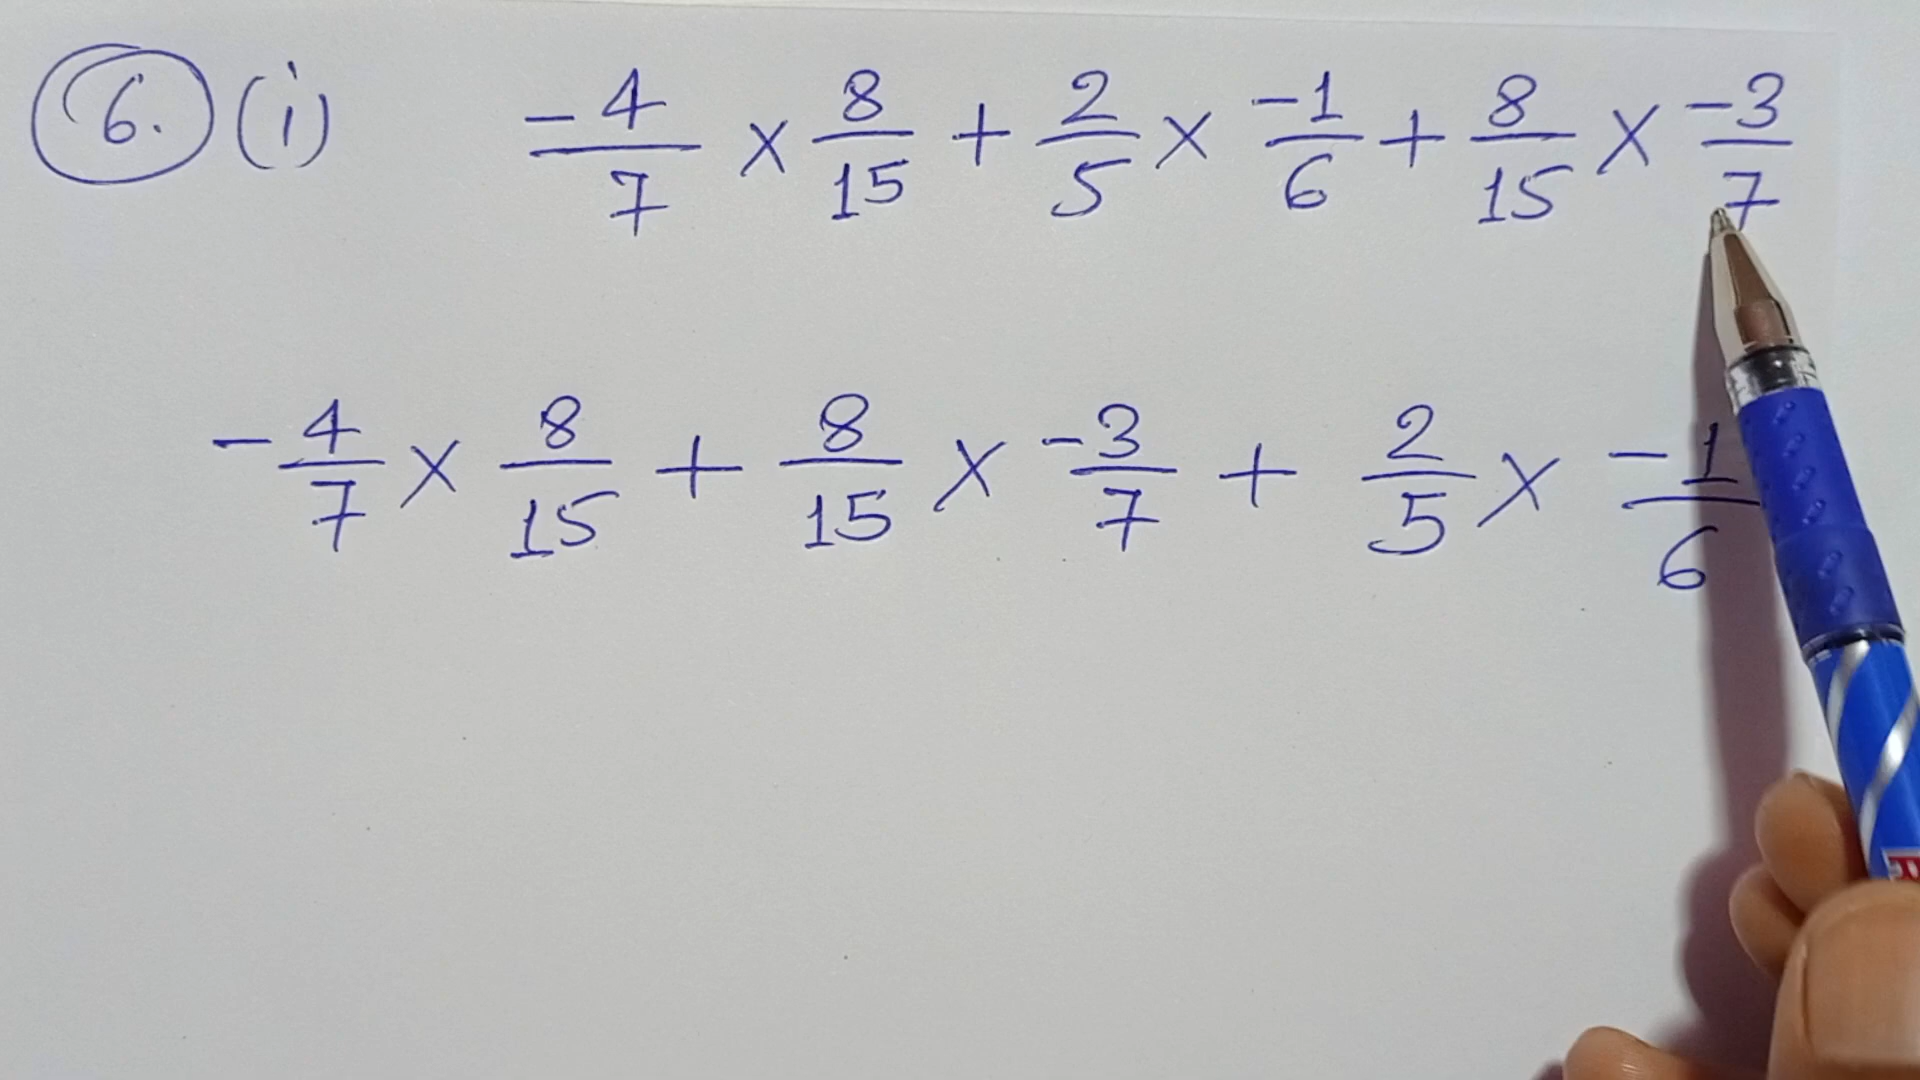 6. (i) -4/7 × 8/15 + 2/5 × -1/6 + 8/15 × -3/7
-4/7 × 8/15 + 8/15 × -3/7 + 2/5 × -1/6